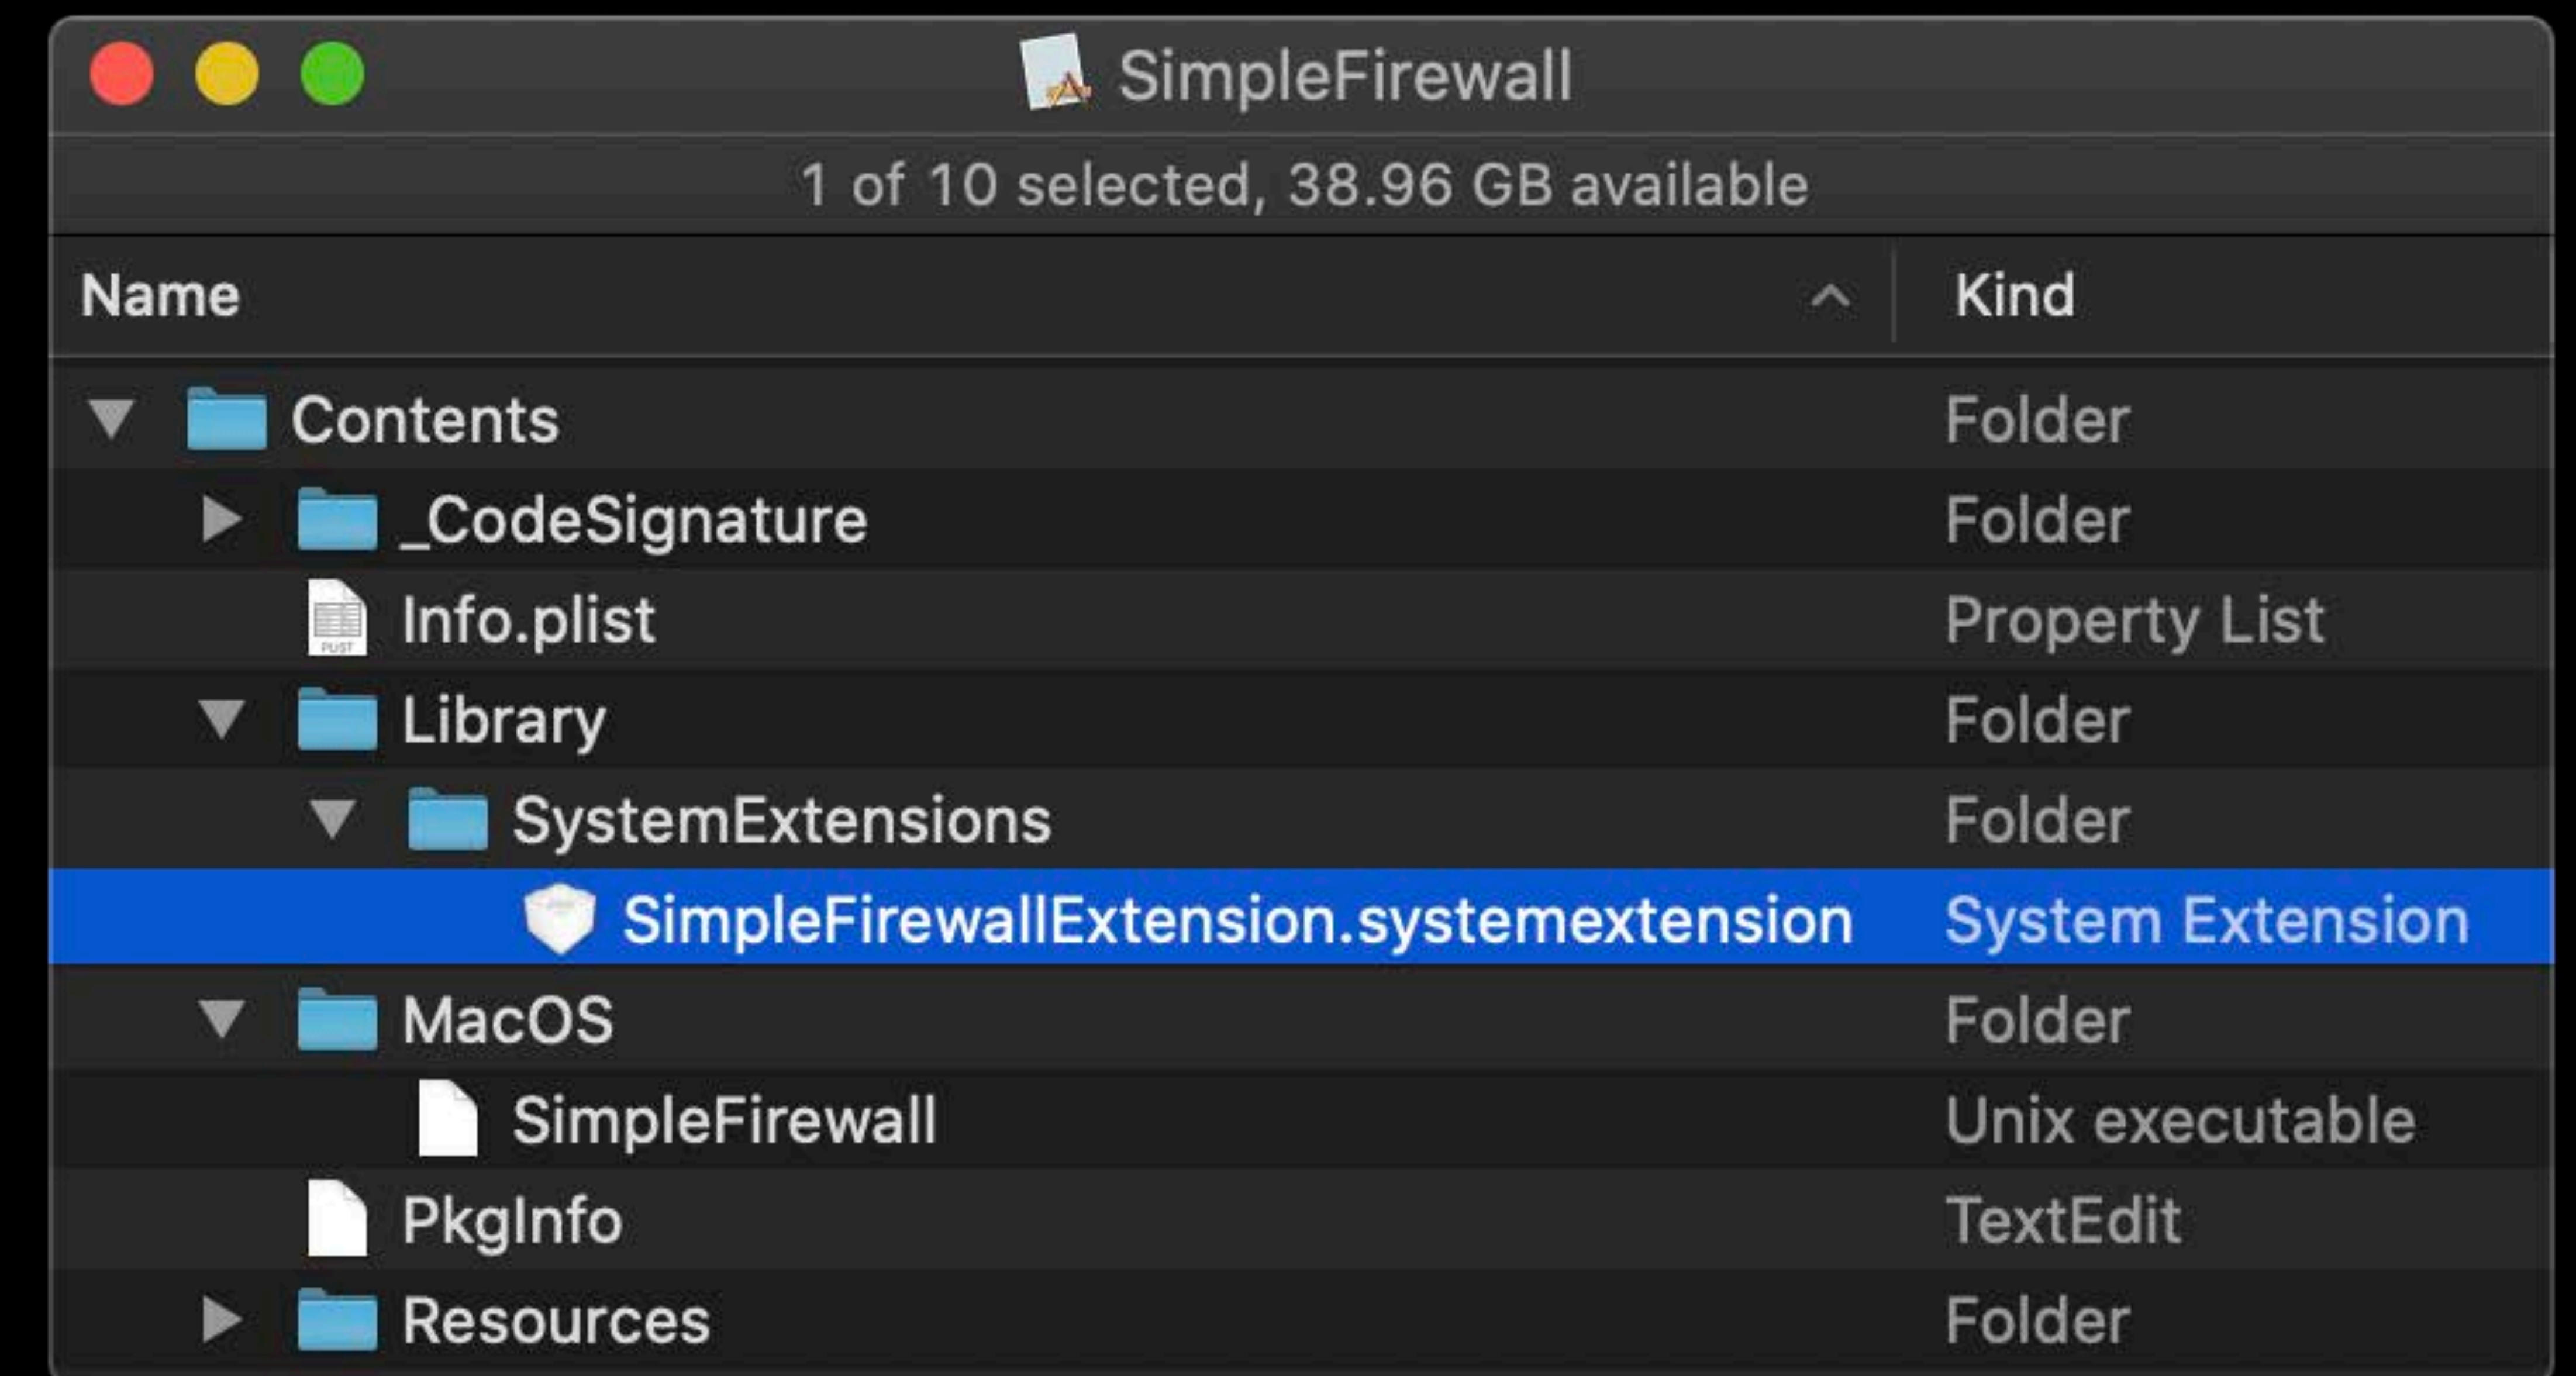 SimpleFirewall
1 of 10 selected, 38.96 GB available
Name Kind
Contents Folder
_CodeSignature Folder
PLIST
Info.plist Property List
Library Folder
SystemExtensions Folder
SimpleFirewallExtension.systemextension System Extension
MacOS Folder
SimpleFirewall Unix executable
PkgInfo TextEdit
Resources Folder